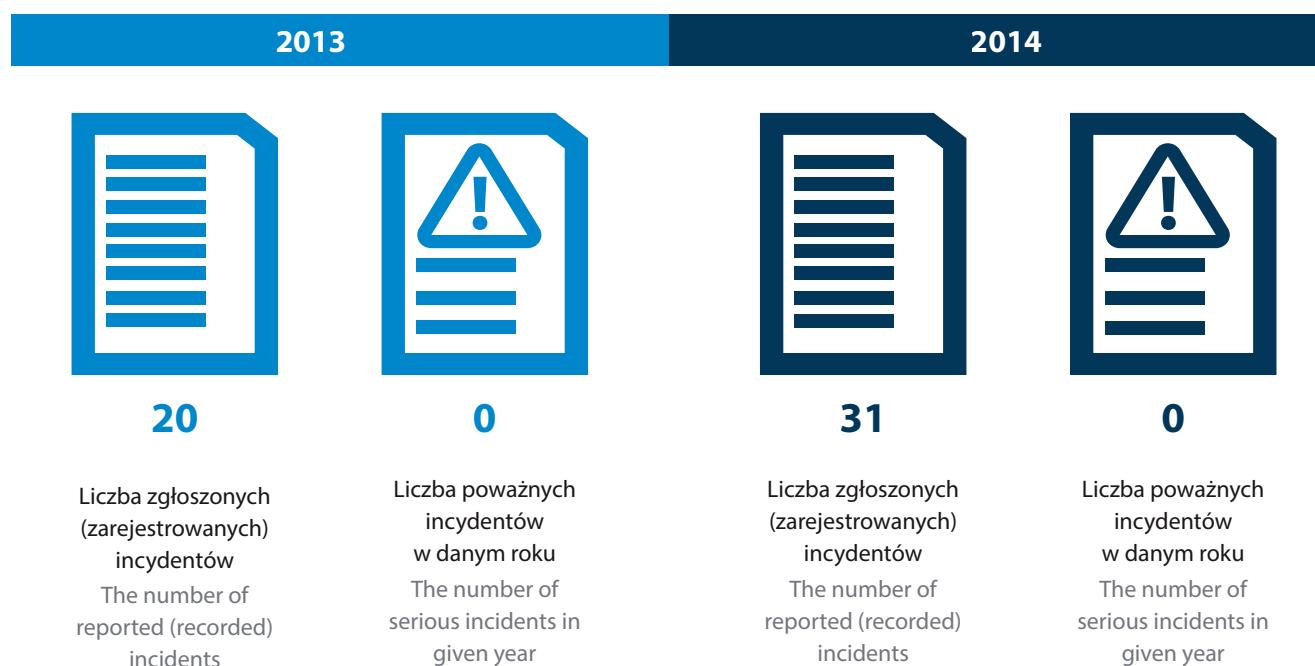 2013
2014
20
Liczba zgłoszonych
(zarejestrowanych)
incydentów
The number of
reported (recorded)
incidents
0
Liczba poważnych
incydentów
w danym roku
The number of
serious incidents in
given year
31
Liczba zgłoszonych
(zarejestrowanych)
incydentów
The number of
reported (recorded)
incidents
0
Liczba poważnych
incydentów
w danym roku
The number of
serious incidents in
given year